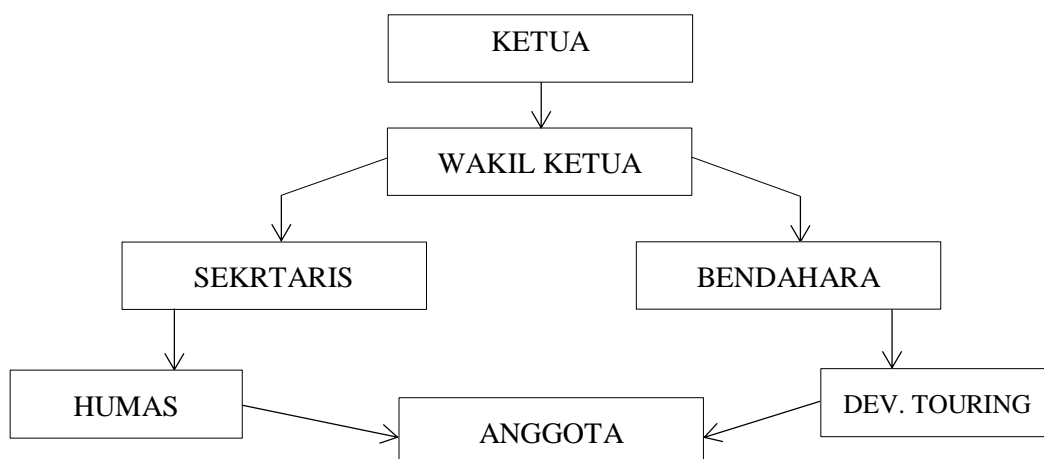 KETUA
WAKIL KETUA
SEKRTARIS
BENDAHARA
HUMAS
ANGGOTA
DEV. TOURING